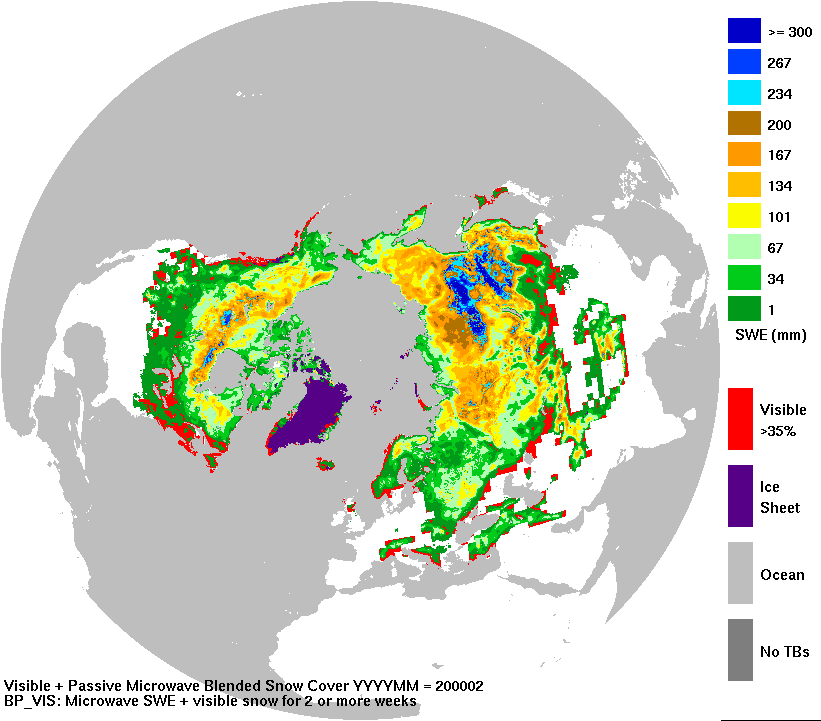 >= 300
267
234
200
167
134
101
67
34
1
SWE (mm)
Visible
>35%
Ice
Sheet
Ocean
No TBs
Visible + Passive Microwave Blended Snow Cover YYYYMM = 200002
BP_VIS: Microwave SWE + visible snow for 2 or more weeks